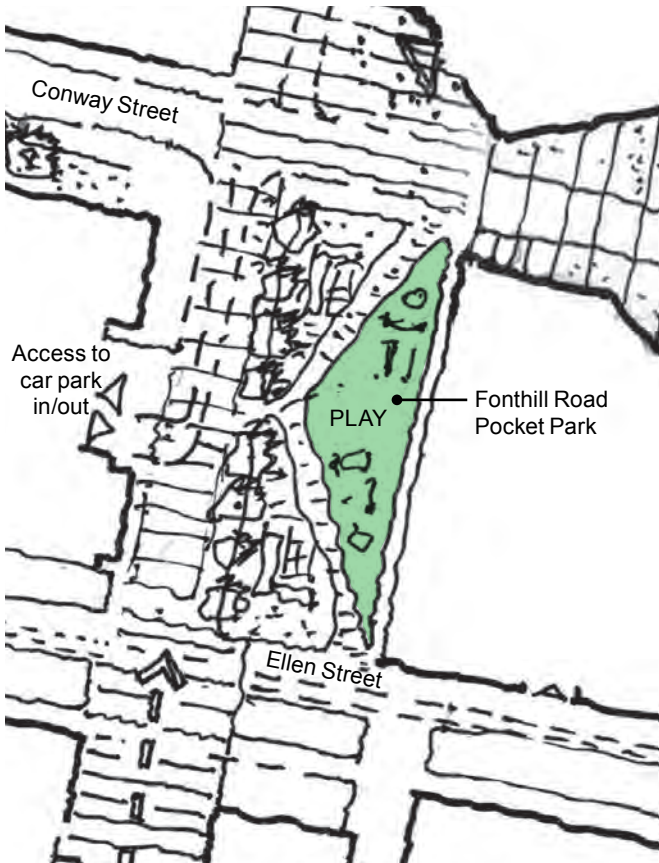 Conway Street
Access to
car park
in/out
PLAY
Fonthill Road
Pocket Park
Ellen Street